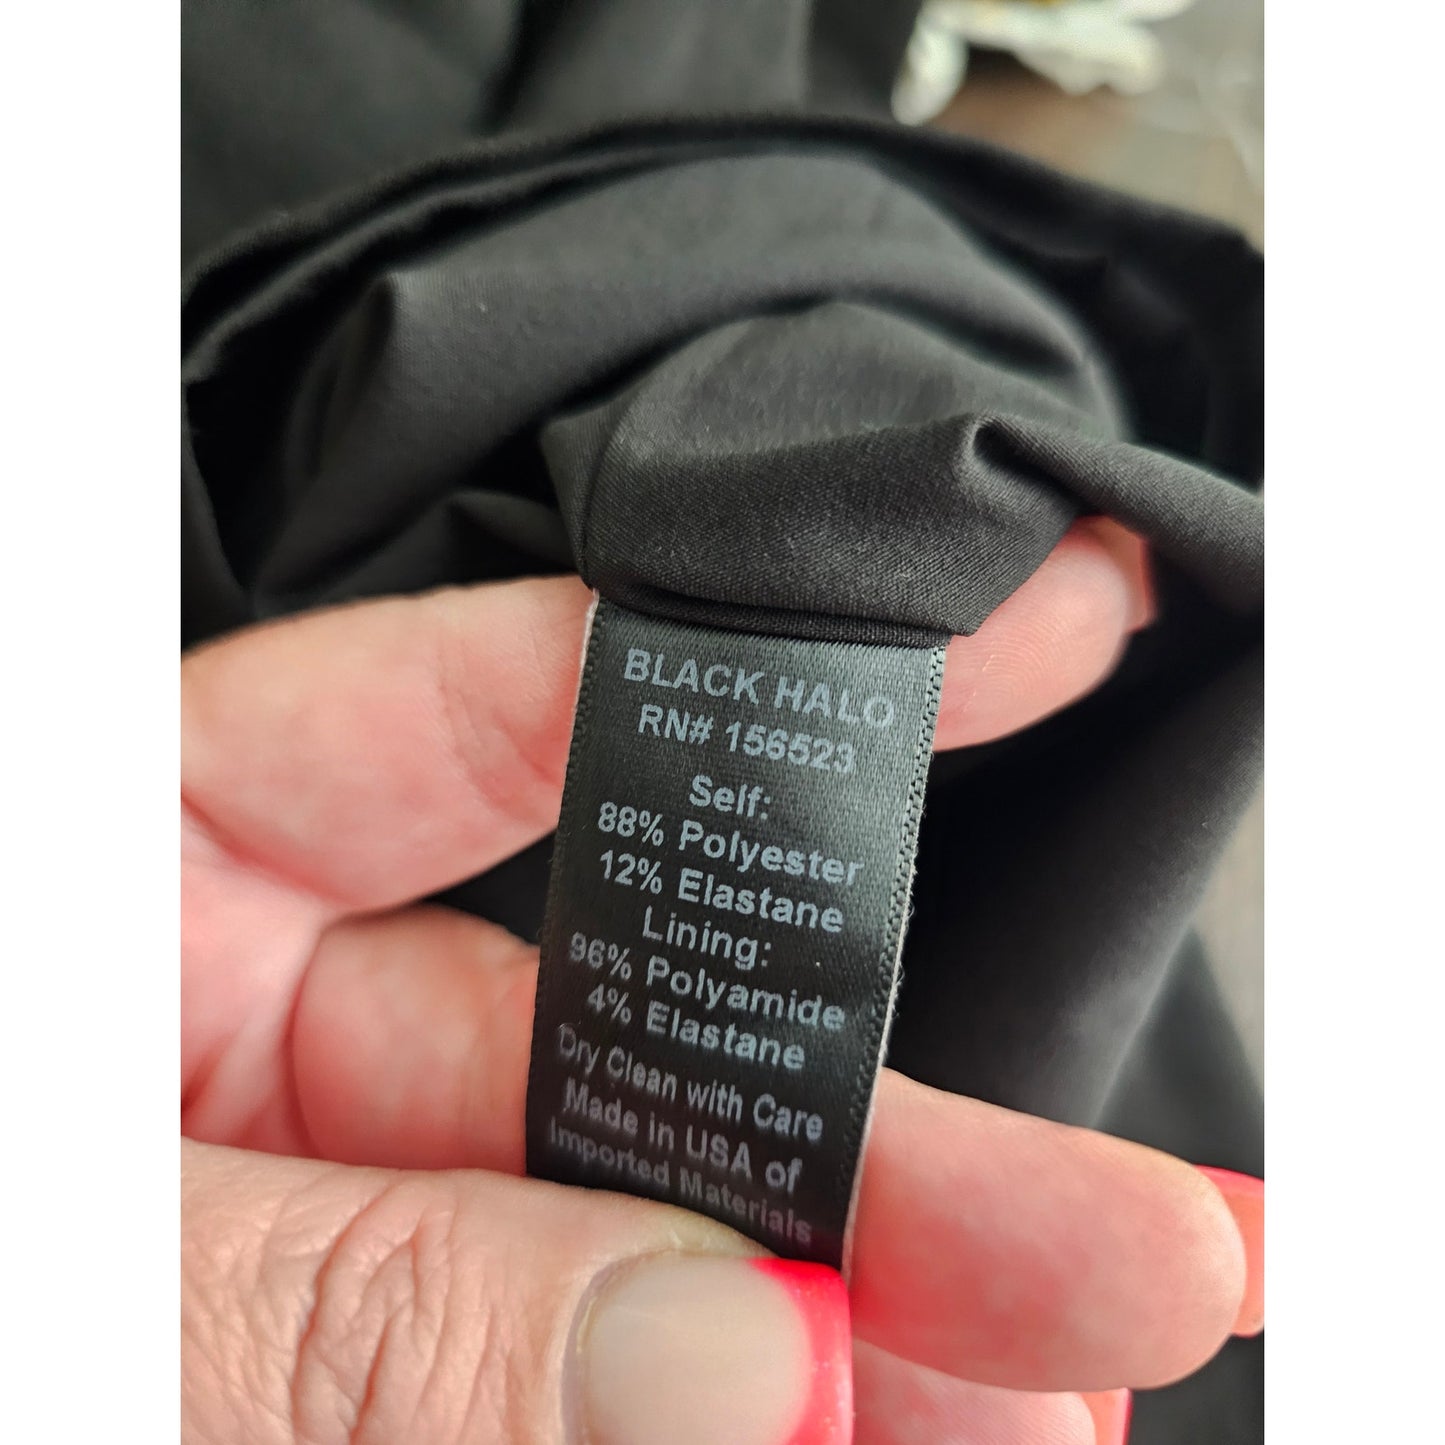 BLACK HALO
RN# 156523
Self:
88% Polyester
12% Elastane
Lining:
96% Polyamide
4% Elastane
Dry Clean with Care
Made in USA of
Imported Materials